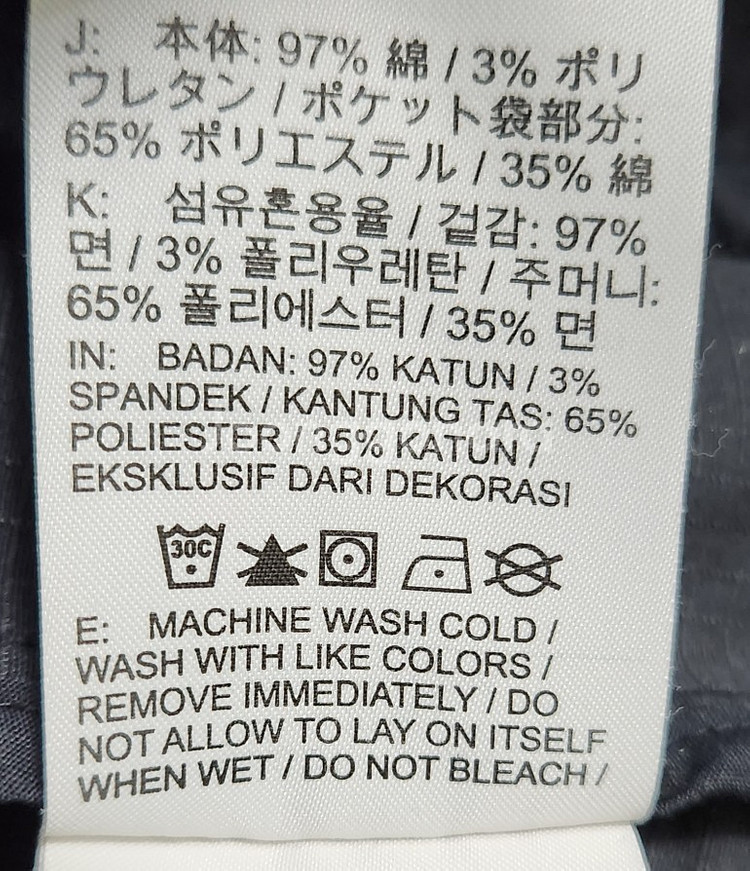 J: 本体: 97% 綿 / 3% ポリ
ウレタン / ポケット袋部分:
65% ポリエステル / 35% 綿
K: 섬유혼용율 / 겉감: 97%
면 / 3% 폴리우레탄 / 주머니:
65% 폴리에스터 / 35% 면
IN: BADAN: 97% KATUN / 3%
SPANDEK / KANTUNG TAS: 65%
POLIESTER / 35% KATUN /
EKSKLUSIF DARI DEKORASI
30C
E: MACHINE WASH COLD /
WASH WITH LIKE COLORS /
REMOVE IMMEDIATELY / DO
NOT ALLOW TO LAY ON ITSELF
WHEN WET / DO NOT BLEACH /